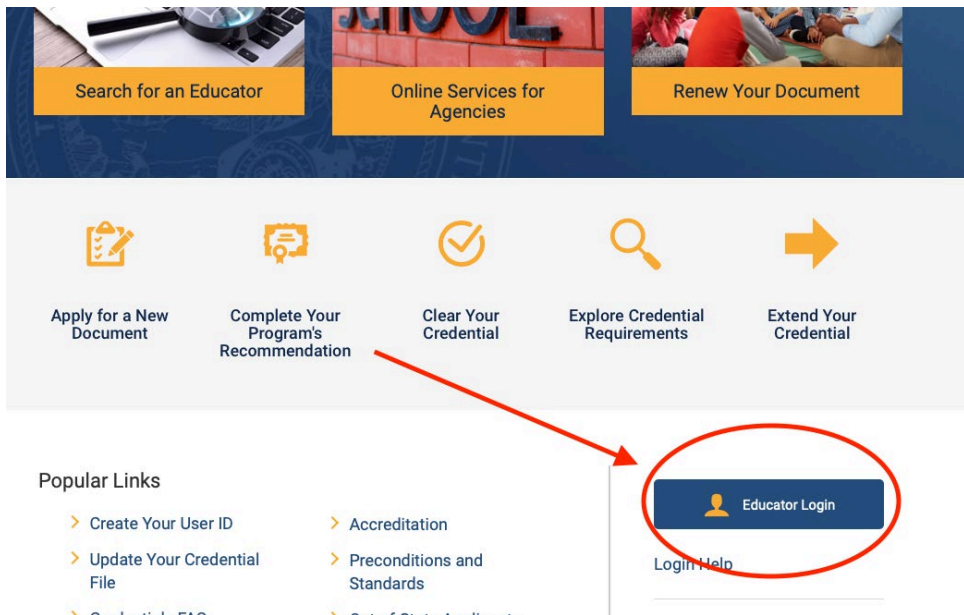 SCHOOL
Search for an Educator
Online Services for
Agencies
Renew Your Document
Apply for a New
Document
Complete Your
Program's
Recommendation
Clear Your
Credential
Explore Credential
Requirements
Extend Your
Credential
Popular Links
Create Your User ID
Update Your Credential
File
Accreditation
Preconditions and
Standards
Educator Login
Login Help